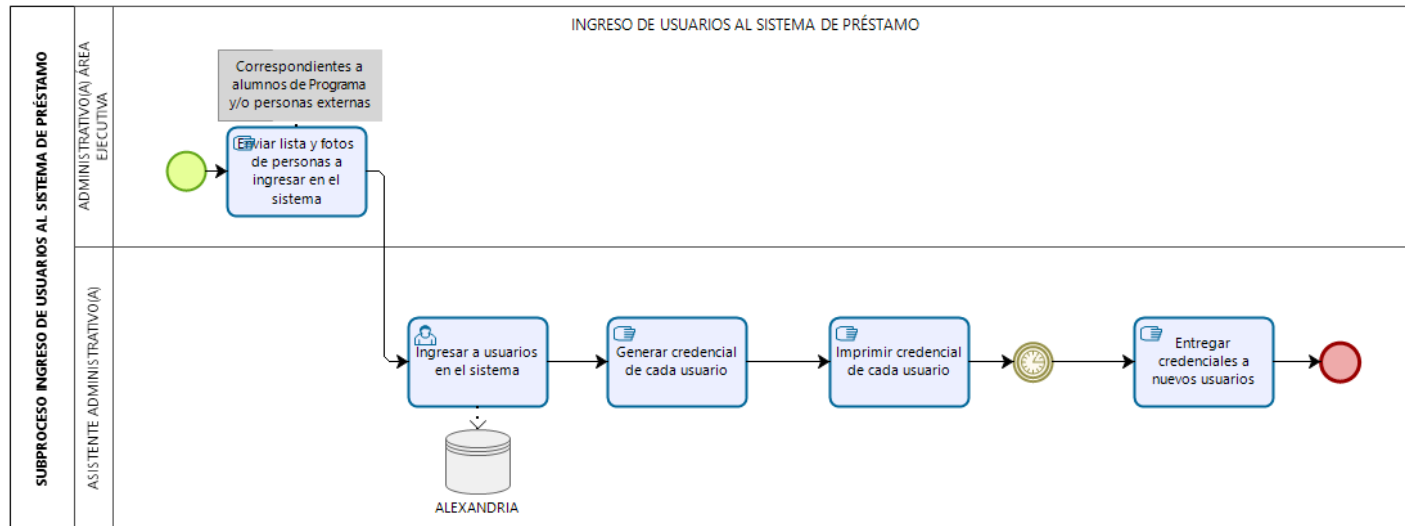 INGRESO DE USUARIOS AL SISTEMA DE PRÉSTAMO
SUBPROCESO INGRESO DE USUARIOS AL SISTEMA DE PRÉSTAMO
ADMINISTRATIVO(A) ÁREA
EJECUTIVA
Correspondientes a
alumnos de Programa
y/o personas externas
Enviar lista y fotos
de personas a
ingresar en el
sistema
ASISTENTE ADMINISTRATIVO(A)
Ingresar a usuarios
en el sistema
ALEXANDRIA
Generar credencial
de cada usuario
Imprimir credencial
de cada usuario
Entregar
credenciales a
nuevos usuarios